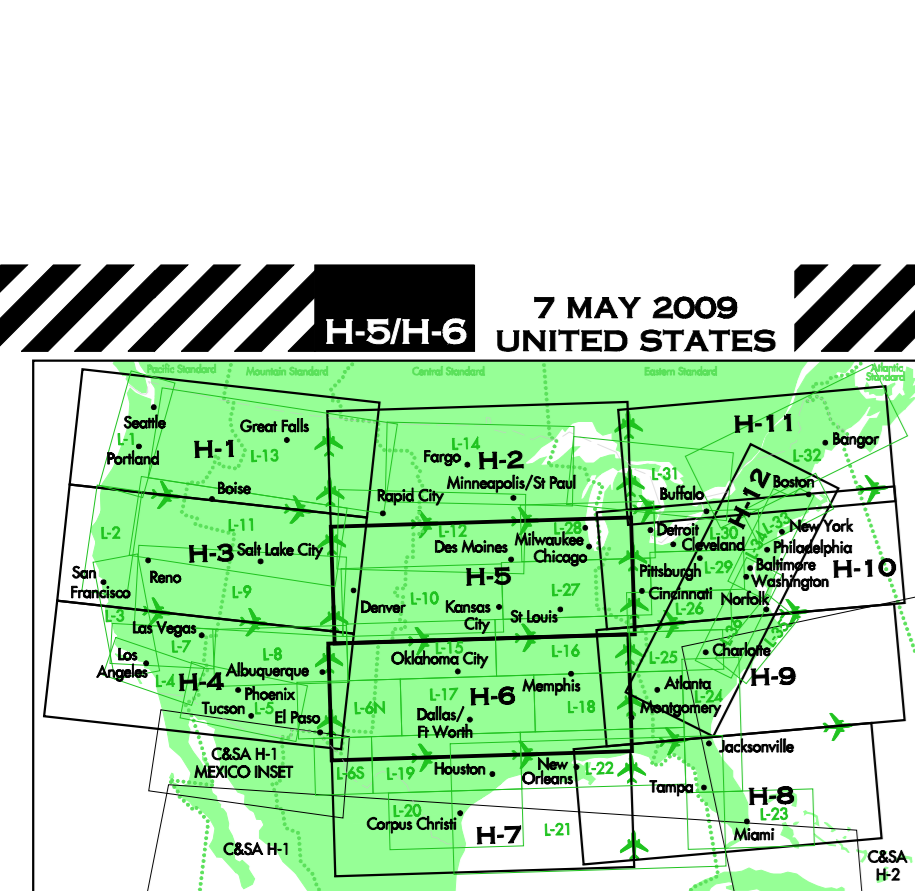 H-5/H-6
7 MAY 2009
UNITED STATES
Pacific Standard
Mountain Standard
Central Standard
Eastern Standard
Atlantic
Standard
Seattle
L-1
Portland
H-1
Great Falls
L-13
Boise
L-14
Fargo
H-2
Minneapolis/St Paul
Rapid City
H-11
Bangor
L-32
L-31
Buffalo
H-12
Boston
L-2
L-11
H-3
Salt Lake City
Reno
San
Francisco
L-9
L-12
L-28
Des Moines
Milwaukee
Chicago
H-5
L-10
L-27
Denver
Kansas
City
St Louis
Detroit
Cleveland
L-30
L-33
L-34
New York
Philadelphia
Pittsburgh
L-29
Baltimore
Washington
H-10
Cincinnati
L-26
Norfolk
L-3
Las Vegas
L-7
L-8
Los
Angeles
L-4
H-4
Albuquerque
Phoenix
Tucson
L-5
El Paso
L-15
Oklahoma City
L-16
L-6N
L-17
H-6
Memphis
Dallas/
Ft Worth
L-18
L-25
L-36
L-35
Charlotte
Atlanta
L-24
Montgomery
H-9
C&SA H-1
MEXICO INSET
L-6S
L-19
Houston
New
Orleans
L-22
Jacksonville
Tampa
H-8
L-23
Miami
L-20
Corpus Christi
H-7
L-21
C&SA H-1
C&SA
H-2